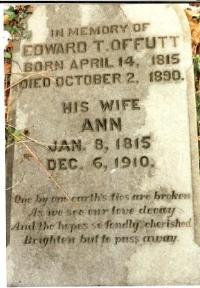 IN MEMORY OF
EDWARD T. OFFUTT
BORN APRIL 14, 1815
DIED OCTOBER 2, 1890.
HIS WIFE
ANN
JAN. 8, 1815
DEC. 6, 1910.
One by one earth's ties are broken
As we see our love decay
And the hopes so fondly cherished
Brighten but to pass away.